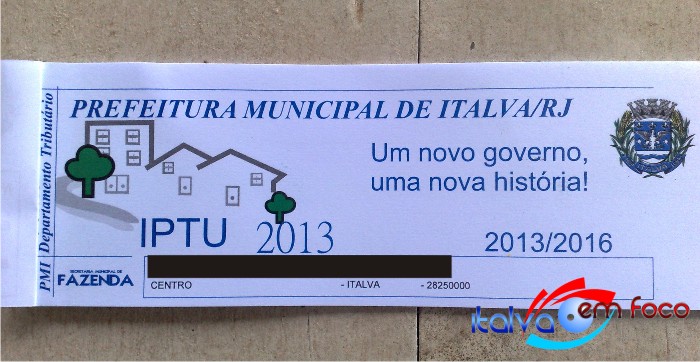 PMI Departamento Tributário
PREFEITURA MUNICIPAL DE ITALVA/RJ
Um novo governo,
uma nova história!
IPTU 2013
2013/2016
SECRETARIA MUNICIPAL DE
FAZENDA
CENTRO - ITALVA - 28250000
italva em foco